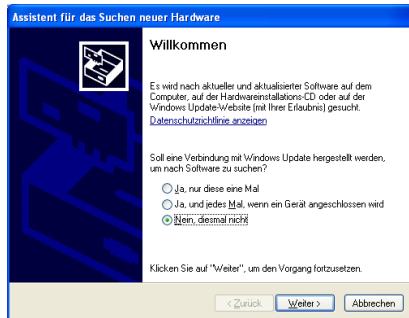 Assistent für das Suchen neuer Hardware
Willkommen
Es wird nach aktueller und aktualisierter Software auf dem
Computer, auf der Hardwareinstallations-CD oder auf der
Windows Update-Website (mit Ihrer Erlaubnis) gesucht.
Datenschutzrichtlinie anzeigen
Soll eine Verbindung mit Windows Update hergestellt werden,
um nach Software zu suchen?
Ja, nur diese eine Mal
Ja, und jedes Mal, wenn ein Gerät angeschlossen wird
Nein, diesmal nicht
Klicken Sie auf "Weiter", um den Vorgang fortzusetzen.
< Zurück Weiter > Abbrechen